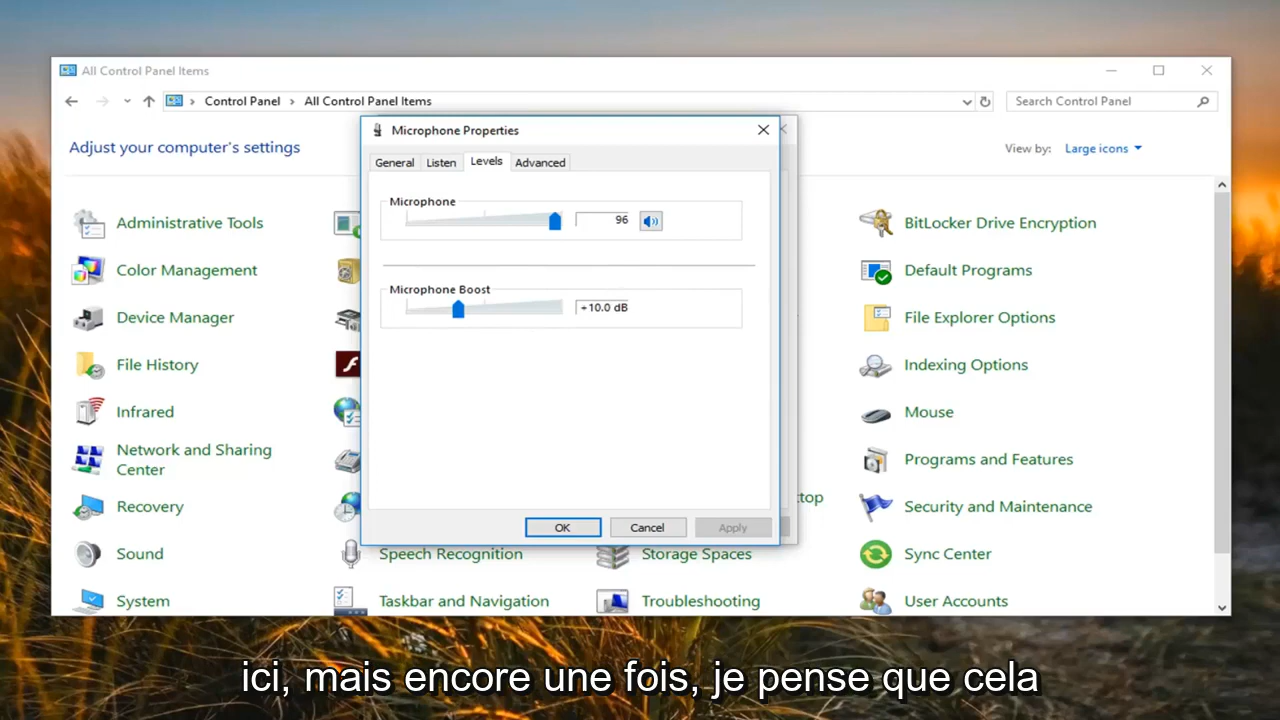 All Control Panel Items
Control Panel > All Control Panel Items
Search Control Panel
Adjust your computer's settings
View by: Large icons
Microphone Properties
General Listen Levels Advanced
Microphone
96
Microphone Boost
+10.0 dB
OK Cancel Apply
Administrative Tools
BitLocker Drive Encryption
Color Management
Default Programs
Device Manager
File Explorer Options
File History
Indexing Options
Infrared
Mouse
Network and Sharing
Center
Programs and Features
Recovery
top
Security and Maintenance
Sound
Speech Recognition
Storage Spaces
Sync Center
System
Taskbar and Navigation
Troubleshooting
User Accounts
ici, mais encore une fois, je pense que cela